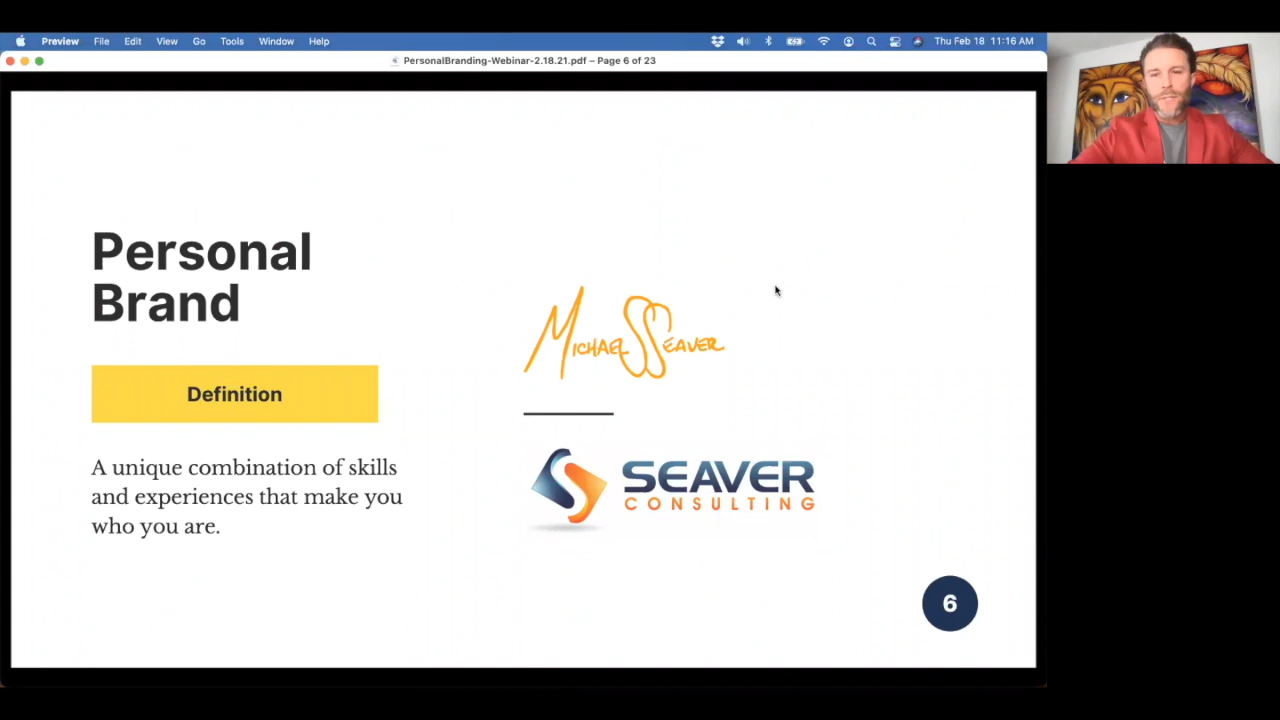 Preview File Edit View Go Tools Window Help Thu Feb 18 11:16 AM
PersonalBranding-Webinar-2.18.21.pdf – Page 6 of 23
Personal
Brand
Definition
A unique combination of skills
and experiences that make you
who you are.
MICHAEL S SEAVER
SEAVER
CONSULTING
6